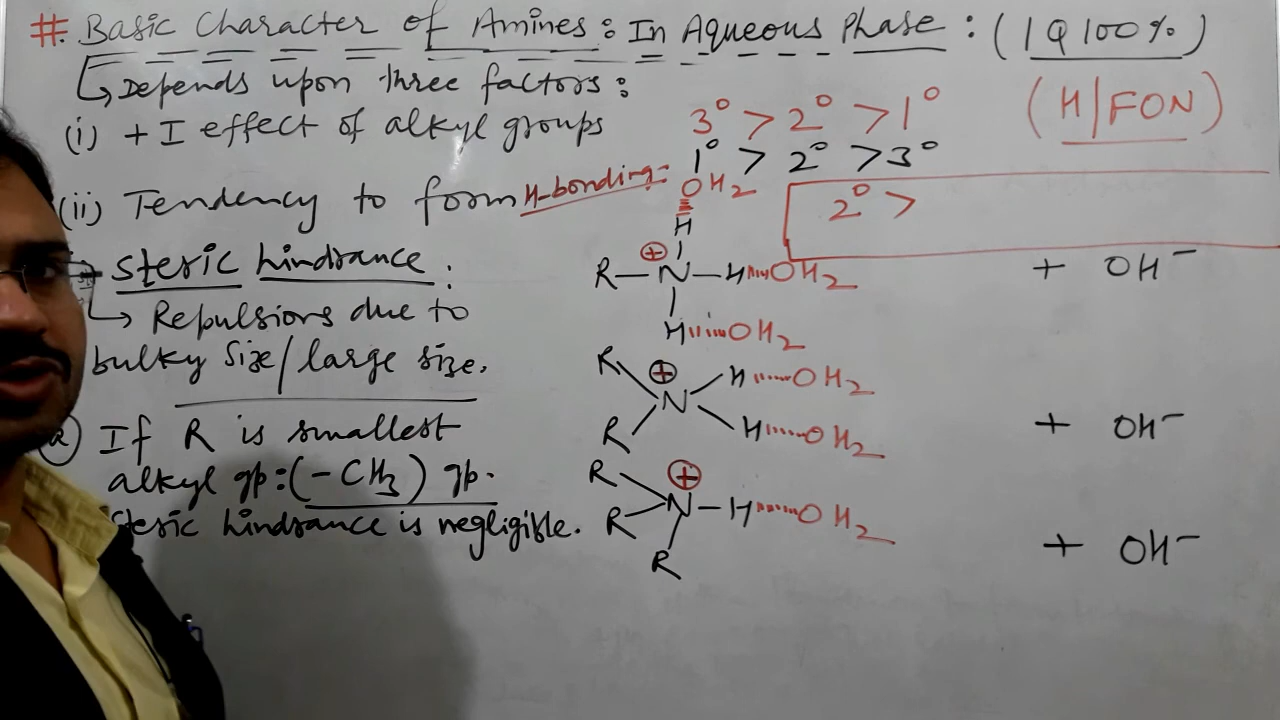 #. Basic Character of Amines: In Aqueous Phase: (1Q 100%)
↳ Depends upon three factors:
(i) + I effect of alkyl groups
3° > 2° > 1°
(H/FON)
1° > 2° > 3°
(ii) Tendency to form H-bonding:-
2° >
steric hindrance:
↳ Repulsions due to
bulky size/large size.
a) If R is smallest
alkyl gp:(-CH₃) gp.
Steric hindrance is negligible.
OH₂
H
R—N⊕—H OH₂ + OH⁻
H OH₂
R ⊕ H OH₂
N
R H OH₂ + OH⁻
R ⊕
R N—H OH₂
R + OH⁻